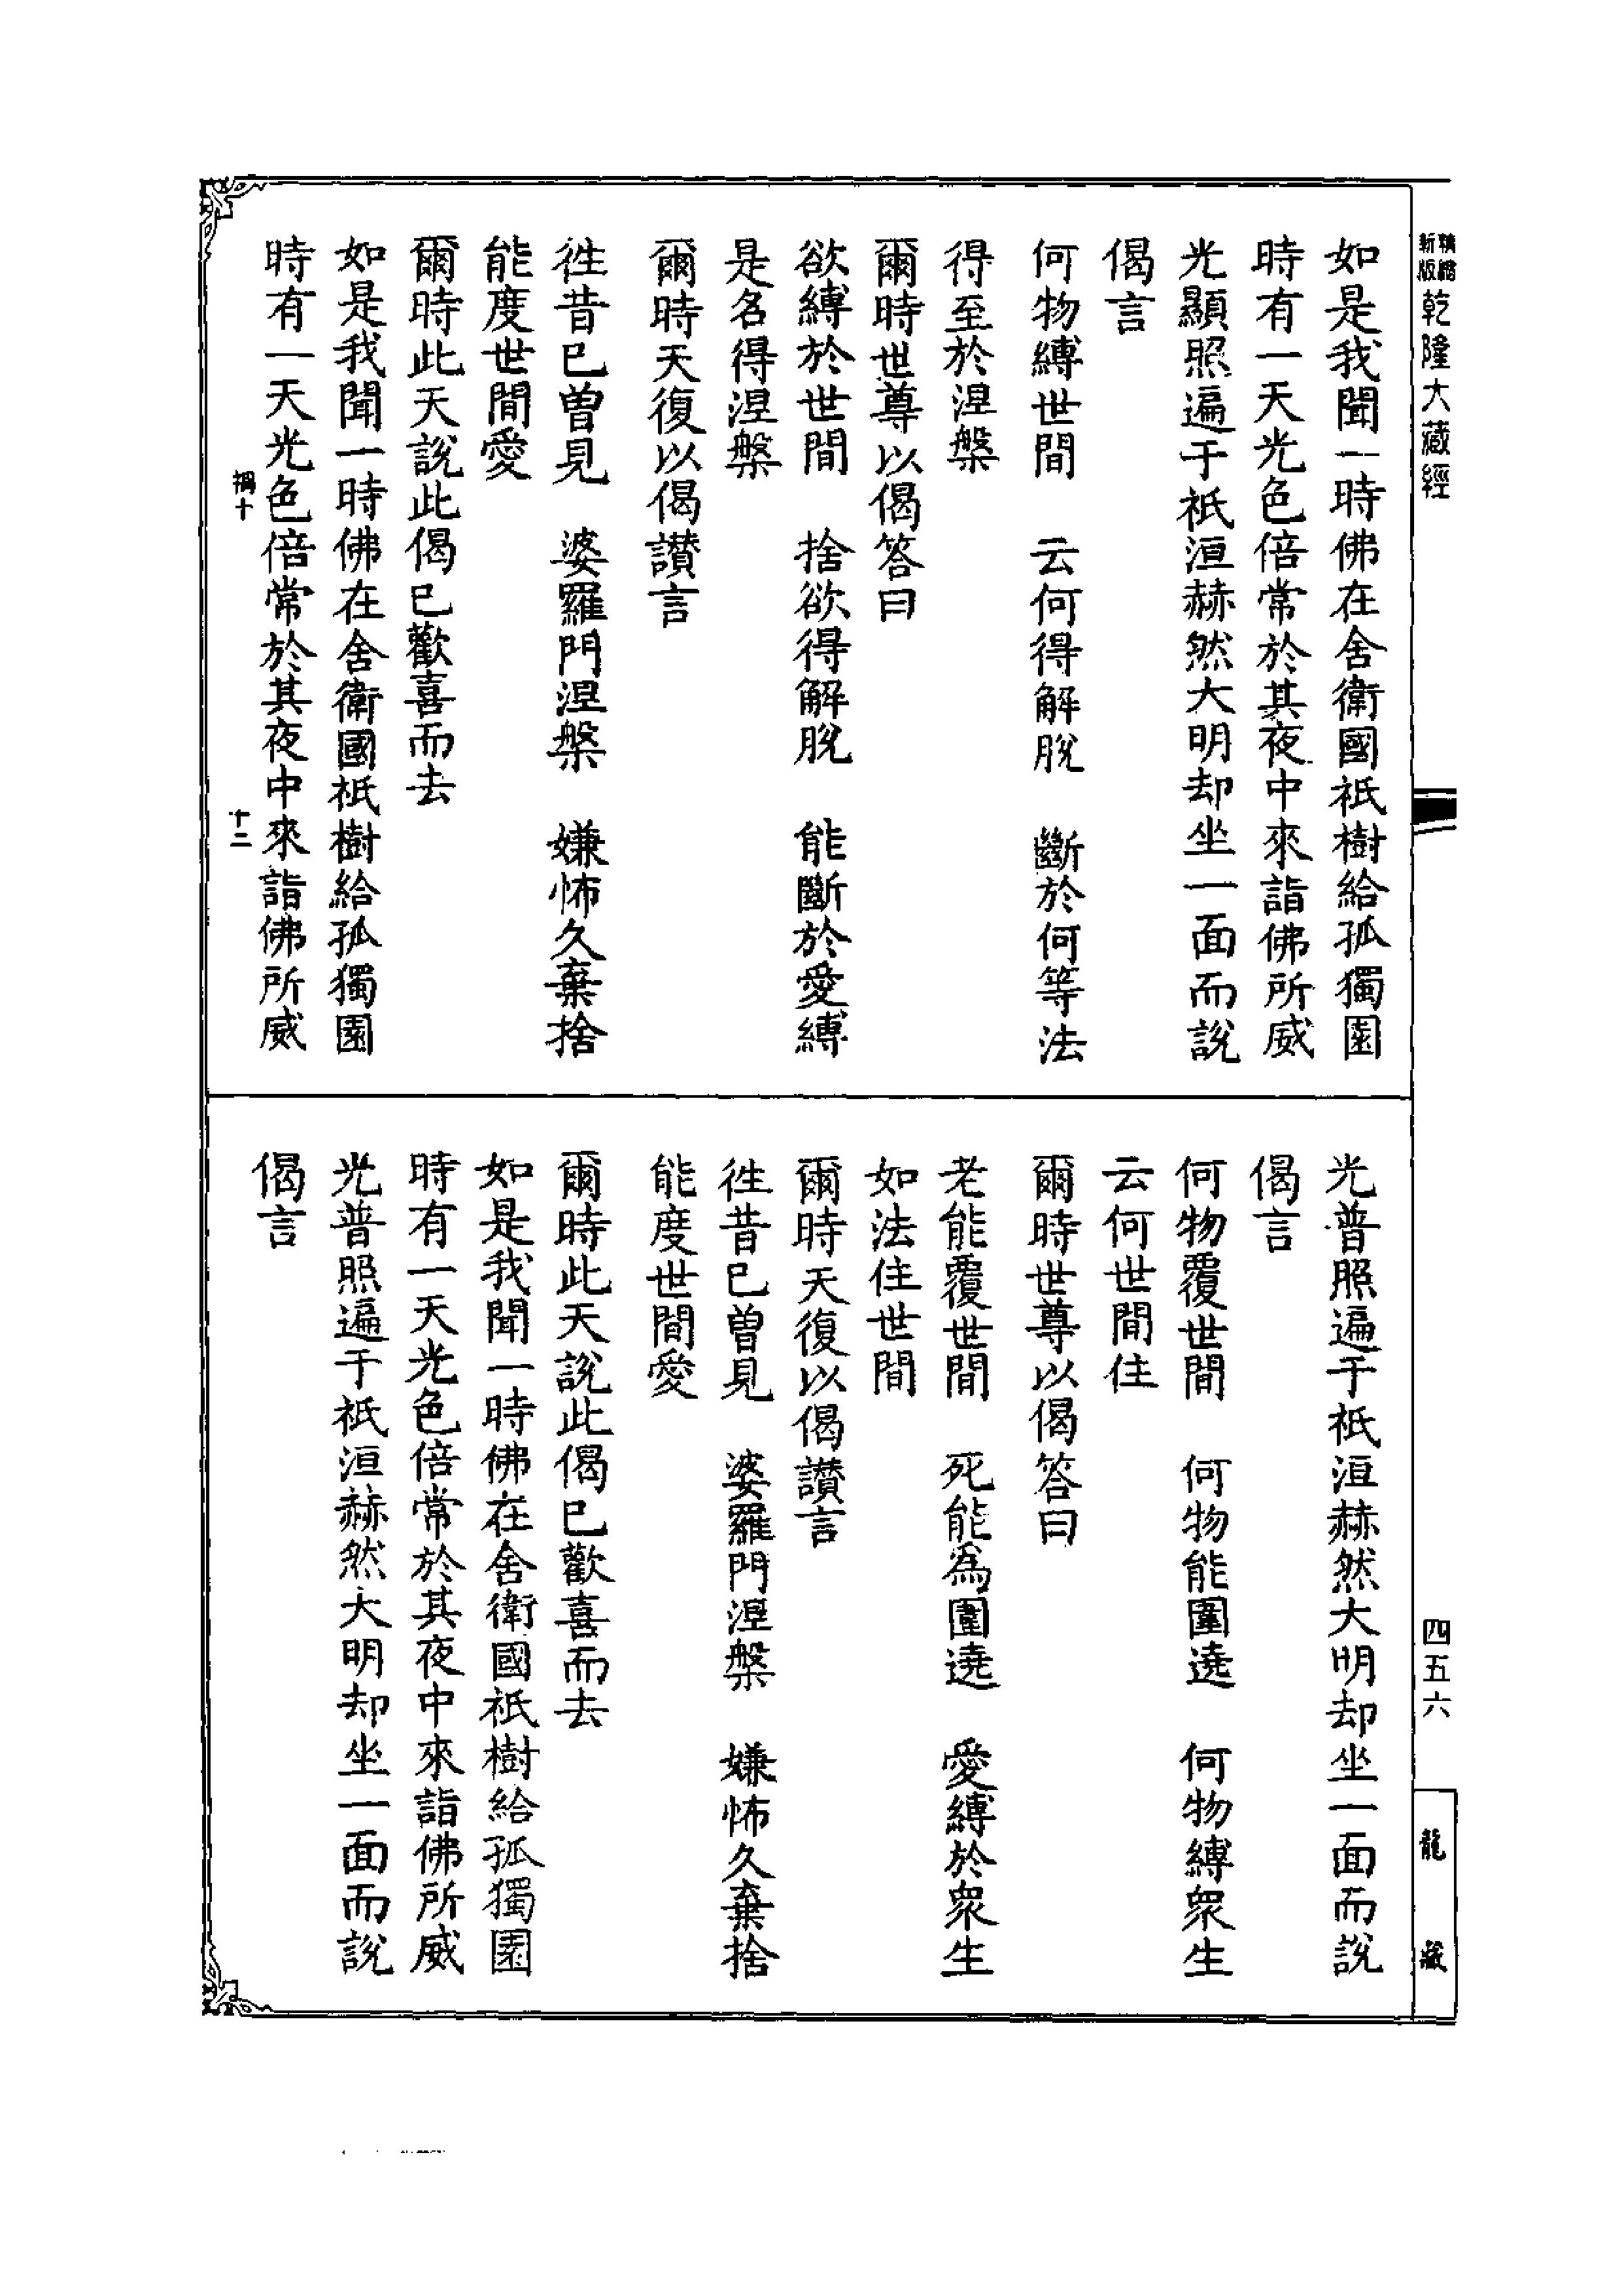 精繕新版乾隆大藏經
如是我聞一時佛在舍衛國祇樹給孤獨園
時有一天光色倍常於其夜中來詣佛所威
光顯照遍于祇洹赫然大明却坐一面而說
偈言
何物縛世間　云何得解脫　斷於何等法
得至於涅槃
爾時世尊以偈答曰
欲縛於世間　捨欲得解脫　能斷於愛縛
是名得涅槃
爾時天復以偈讚言
徃昔已曾見　婆羅門涅槃　嫌怖久棄捨
能度世間愛
爾時此天說此偈已歡喜而去
如是我聞一時佛在舍衛國祇樹給孤獨園
時有一天光色倍常於其夜中來詣佛所威
十二
光普照遍于祇洹赫然大明却坐一面而說
偈言
何物覆世間　何物能圍遶　何物縛衆生
云何世間住
爾時世尊以偈答曰
老能覆世間　死能為圍遶　愛縛於衆生
如法住世間
爾時天復以偈讚言
徃昔已曾見　婆羅門涅槃　嫌怖久棄捨
能度世間愛
爾時此天說此偈已歡喜而去
如是我聞一時佛在舍衛國祇樹給孤獨園
時有一天光色倍常於其夜中來詣佛所威
光普照遍于祇洹赫然大明却坐一面而說
偈言
四五六
龍藏